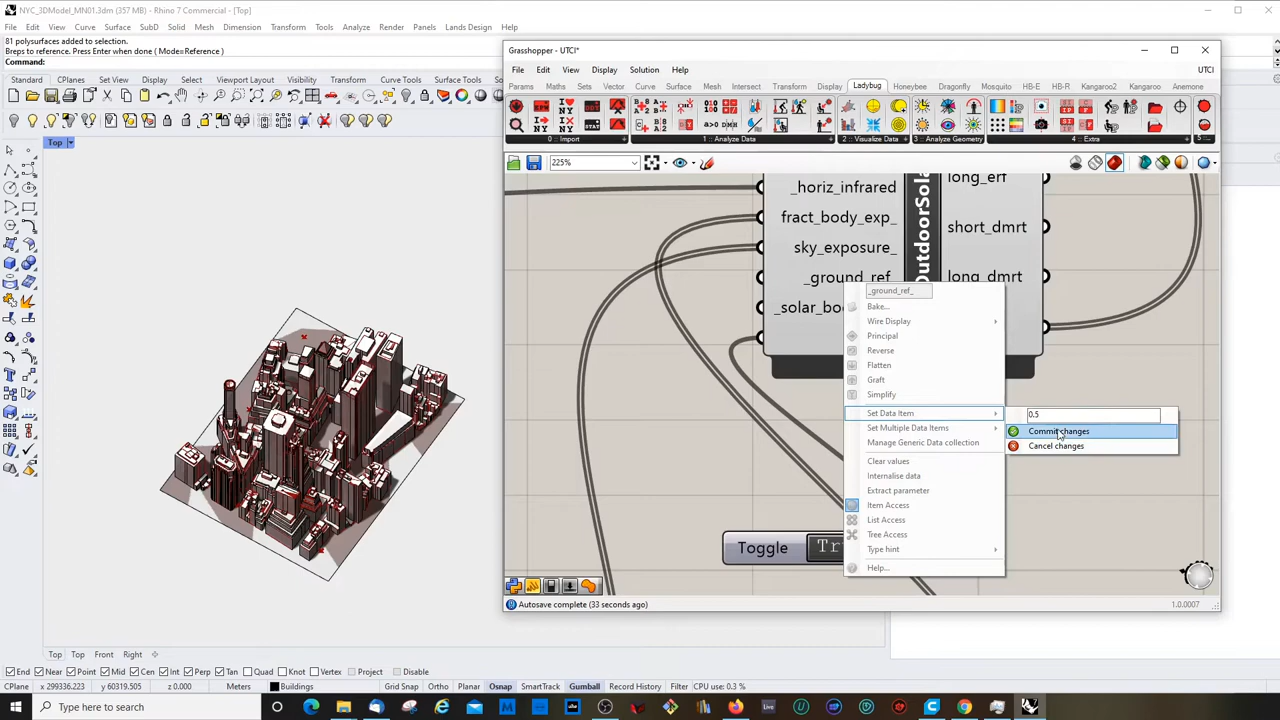 NYC_3DModel_MN01.3dm (357 MB) - Rhino 7 Commercial - [Top]
File Edit View Curve Surface SubD Solid Mesh Dimension Transform Tools Analyze Render Panels Lands Design Help
81 polysurfaces added to selection.
Breps to reference. Press Enter when done ( Mode=Reference )
Command:
Standard CPlanes Set View Display Select Viewport Layout Visibility Transform Curve Tools Surface Tools
Top
Grasshopper - UTCI*
File Edit View Display Solution Help UTCI
Params Maths Sets Vector Curve Surface Mesh Intersect Transform Display Ladybug Honeybee Dragonfly Mosquito HB-E HB-R Kangaroo2 Kangaroo Anemone
0 :: Import 1 :: Analyze Data 2 :: Visualize Data 3 :: Analyze Geometry 4 :: Extra
225%
_horiz_infrared
fract_body_exp_
sky_exposure_
_ground_ref_
_solar_bo
OutdoorSola
long_erf
short_dmrt
long_dmrt
_ground_ref_
Bake...
Wire Display
Principal
Reverse
Flatten
Graft
Simplify
Set Data Item
0.5
Commit changes
Cancel changes
Set Multiple Data Items
Manage Generic Data collection
Clear values
Internalise data
Extract parameter
Item Access
List Access
Tree Access
Type hint
Help...
Toggle Tr
Autosave complete (33 seconds ago) 1.0.0007
Top Top Front Right
End Near Point Mid Cen Int Perp Tan Quad Knot Vertex Project Disable
CPlane x 299336.223 y 60319.505 z 0.000 Meters Buildings Grid Snap Ortho Planar Osnap SmartTrack Gumball Record History Filter CPU use: 0.3 %
Type here to search